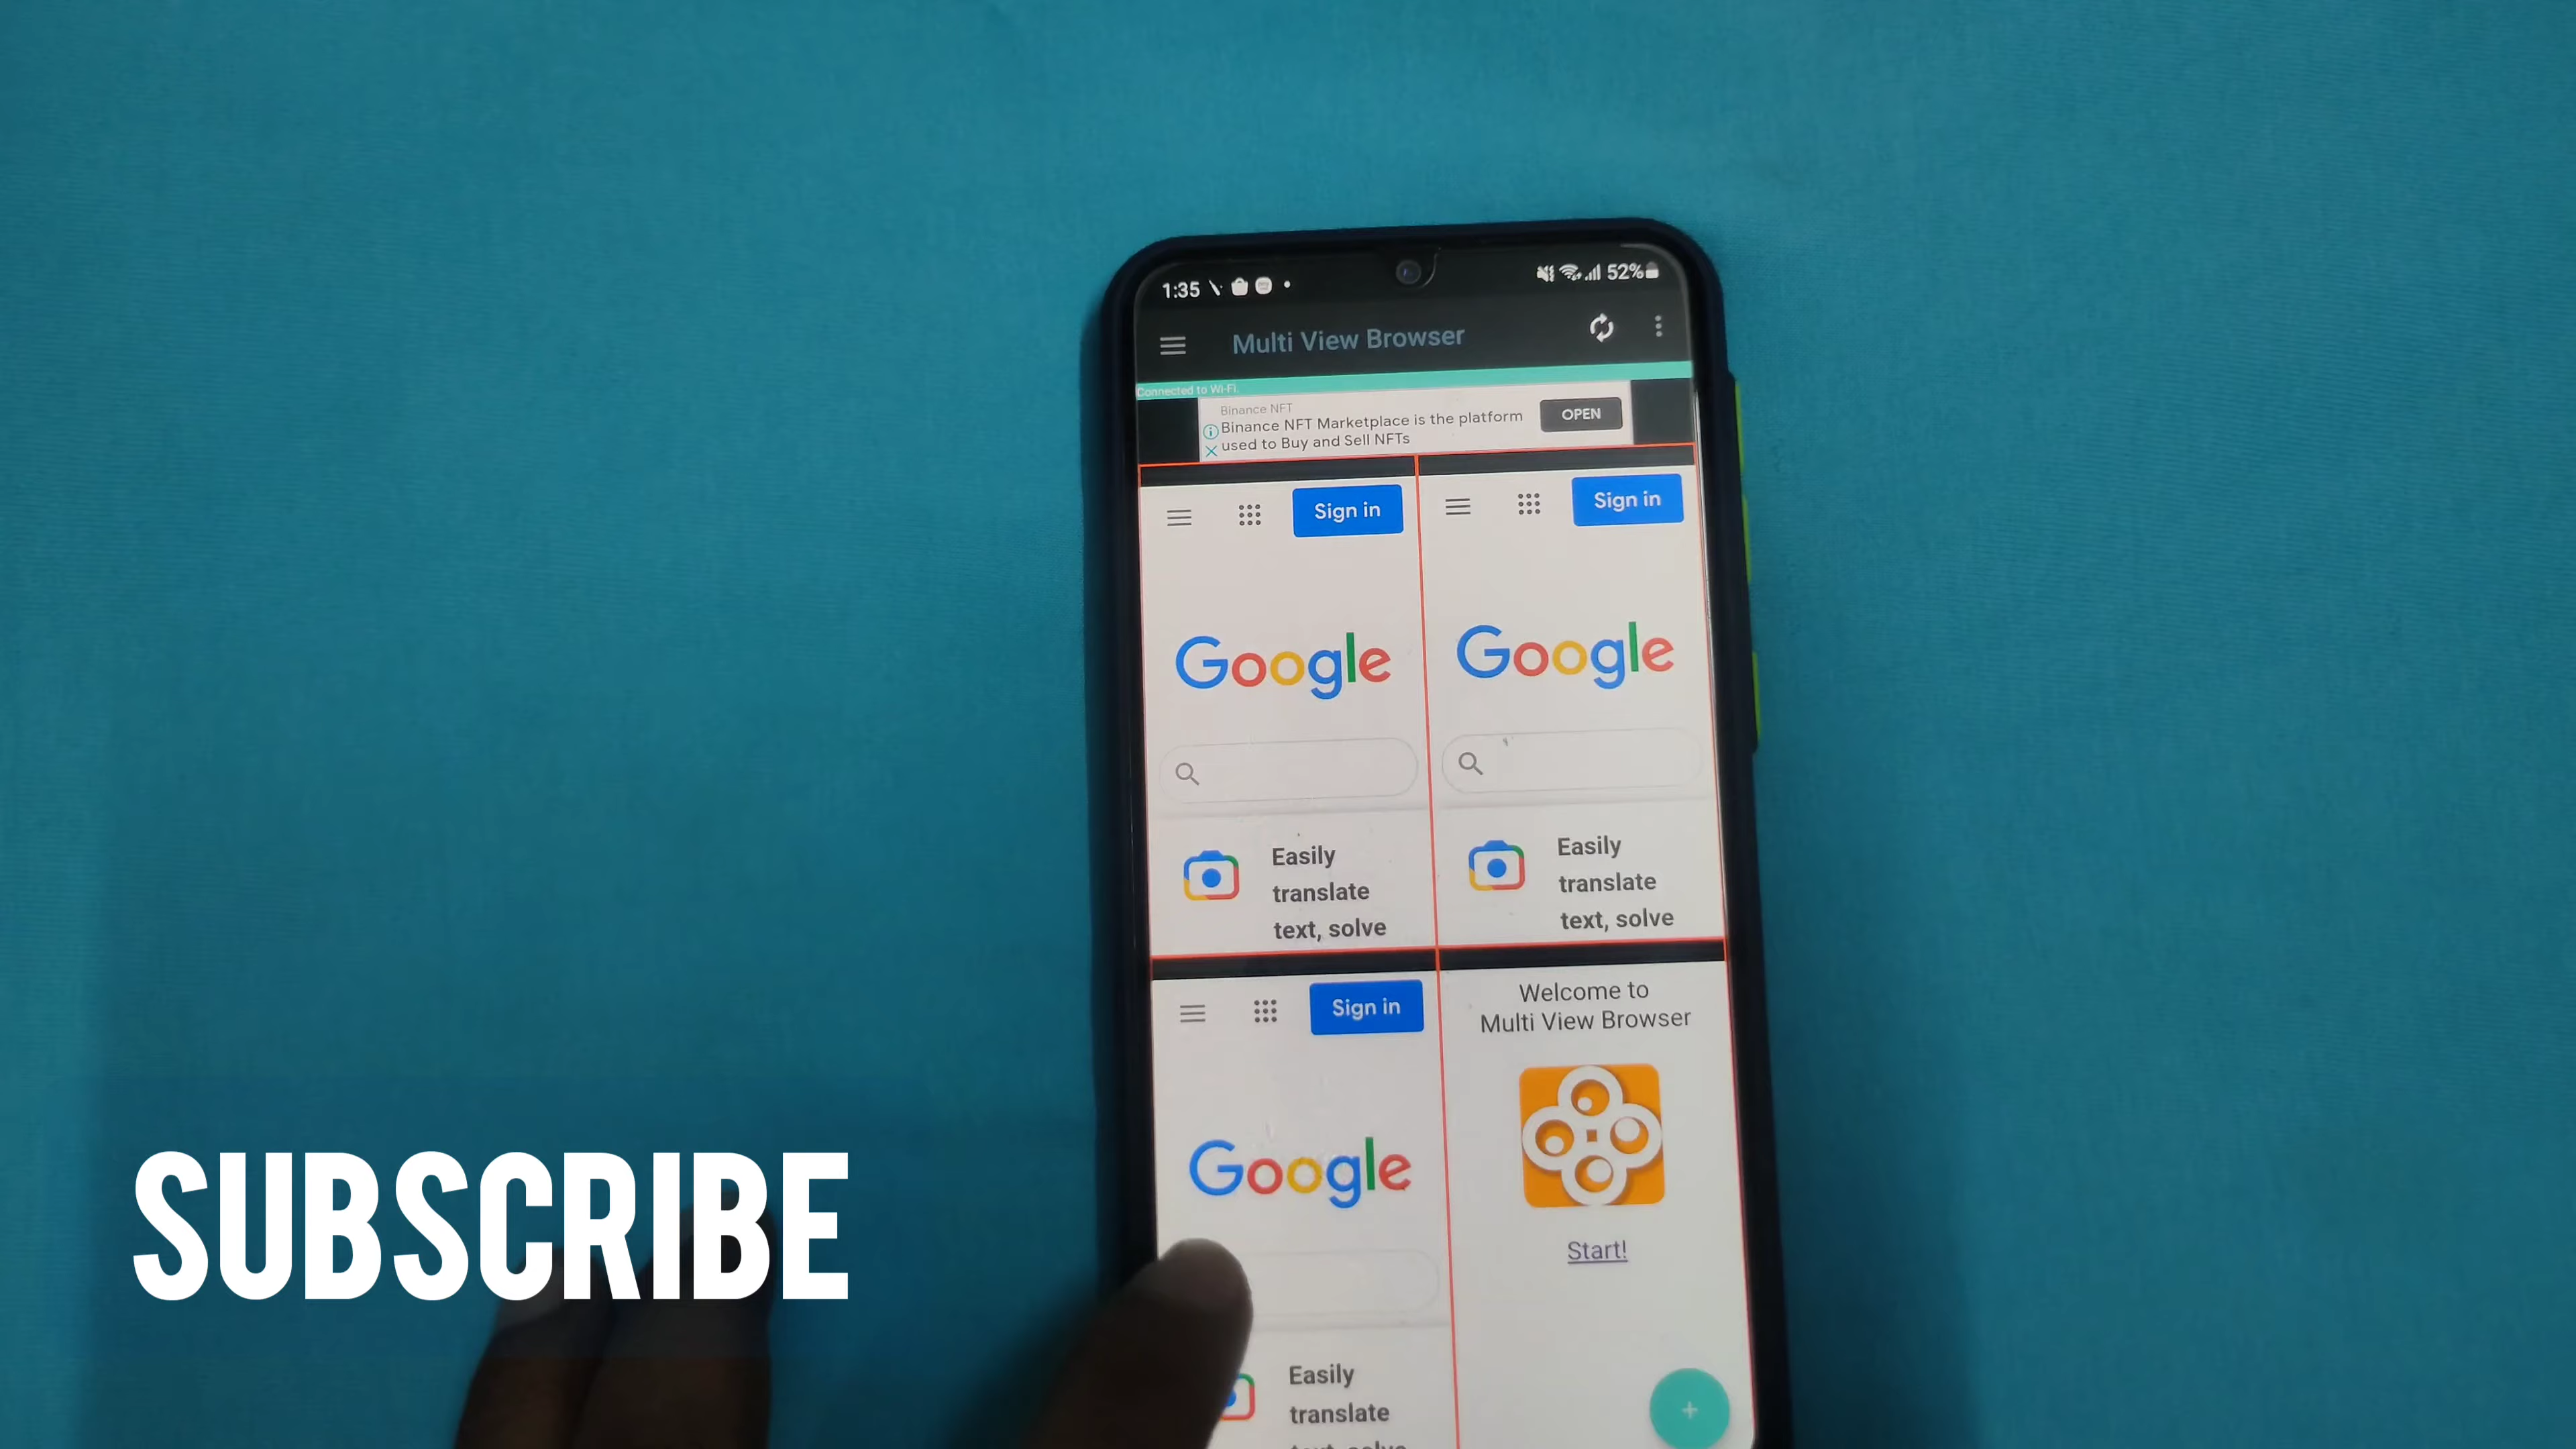 1:35
52%
Multi View Browser
Connected to Wi-Fi.
Binance NFT
Binance NFT Marketplace is the platform
used to Buy and Sell NFTs
OPEN
Sign in
Google
Easily
translate
text, solve
Sign in
Google
Easily
translate
text, solve
Sign in
Google
Easily
translate
Welcome to
Multi View Browser
Start!
+
SUBSCRIBE